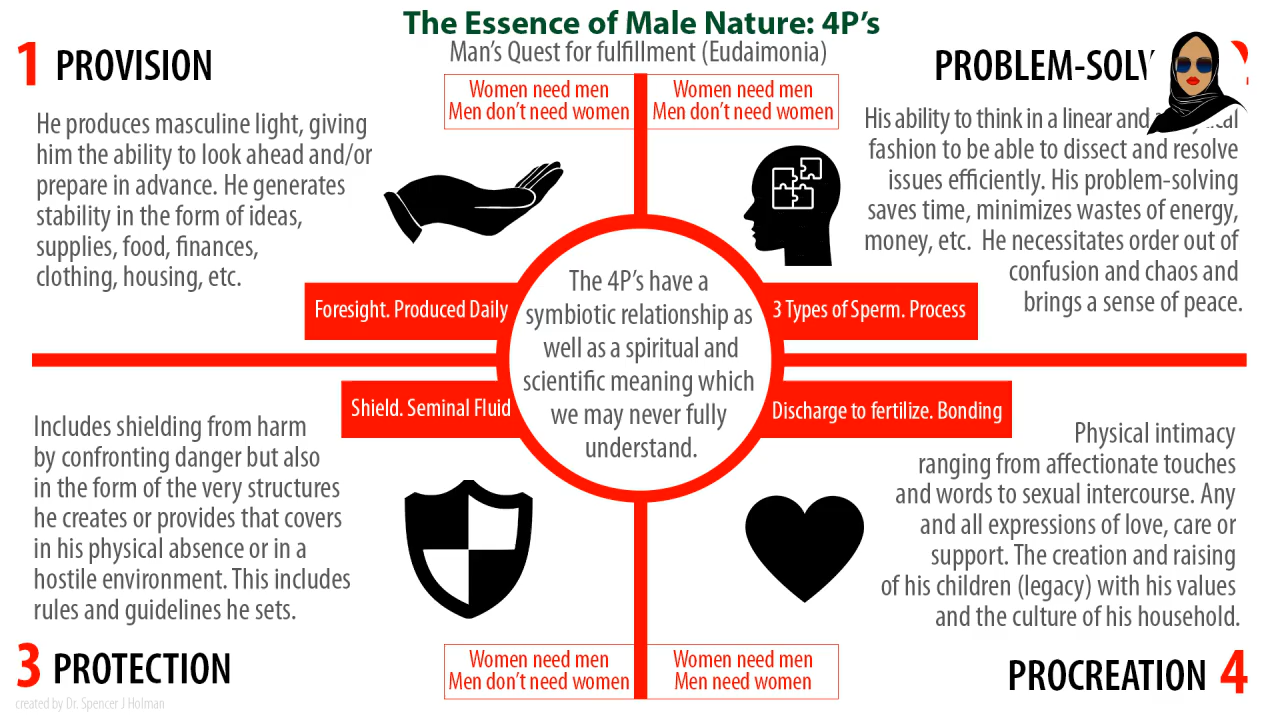 The Essence of Male Nature: 4P's
Man's Quest for fulfillment (Eudaimonia)
1 PROVISION
He produces masculine light, giving
him the ability to look ahead and/or
prepare in advance. He generates
stability in the form of ideas,
supplies, food, finances,
clothing, housing, etc.
Women need men
Men don't need women
Women need men
Men don't need women
His ability to think in a linear and
fashion to be able to dissect and resolve
issues efficiently. His problem-solving
saves time, minimizes wastes of energy,
money, etc. He necessitates order out of
confusion and chaos and
brings a sense of peace.
Foresight. Produced Daily
3 Types of Sperm. Process
The 4P's have a
symbiotic relationship as
well as a spiritual and
scientific meaning which
we may never fully
understand.
Shield. Seminal Fluid
Discharge to fertilize. Bonding
Includes shielding from harm
by confronting danger but also
in the form of the very structures
he creates or provides that covers
in his physical absence or in a
hostile environment. This includes
rules and guidelines he sets.
3 PROTECTION
Physical intimacy
ranging from affectionate touches
and words to sexual intercourse. Any
and all expressions of love, care or
support. The creation and raising
of his children (legacy) with his values
and the culture of his household.
PROCREATION 4
Women need men
Men don't need women
Women need men
Men need women
created by Dr. Spencer J Holman